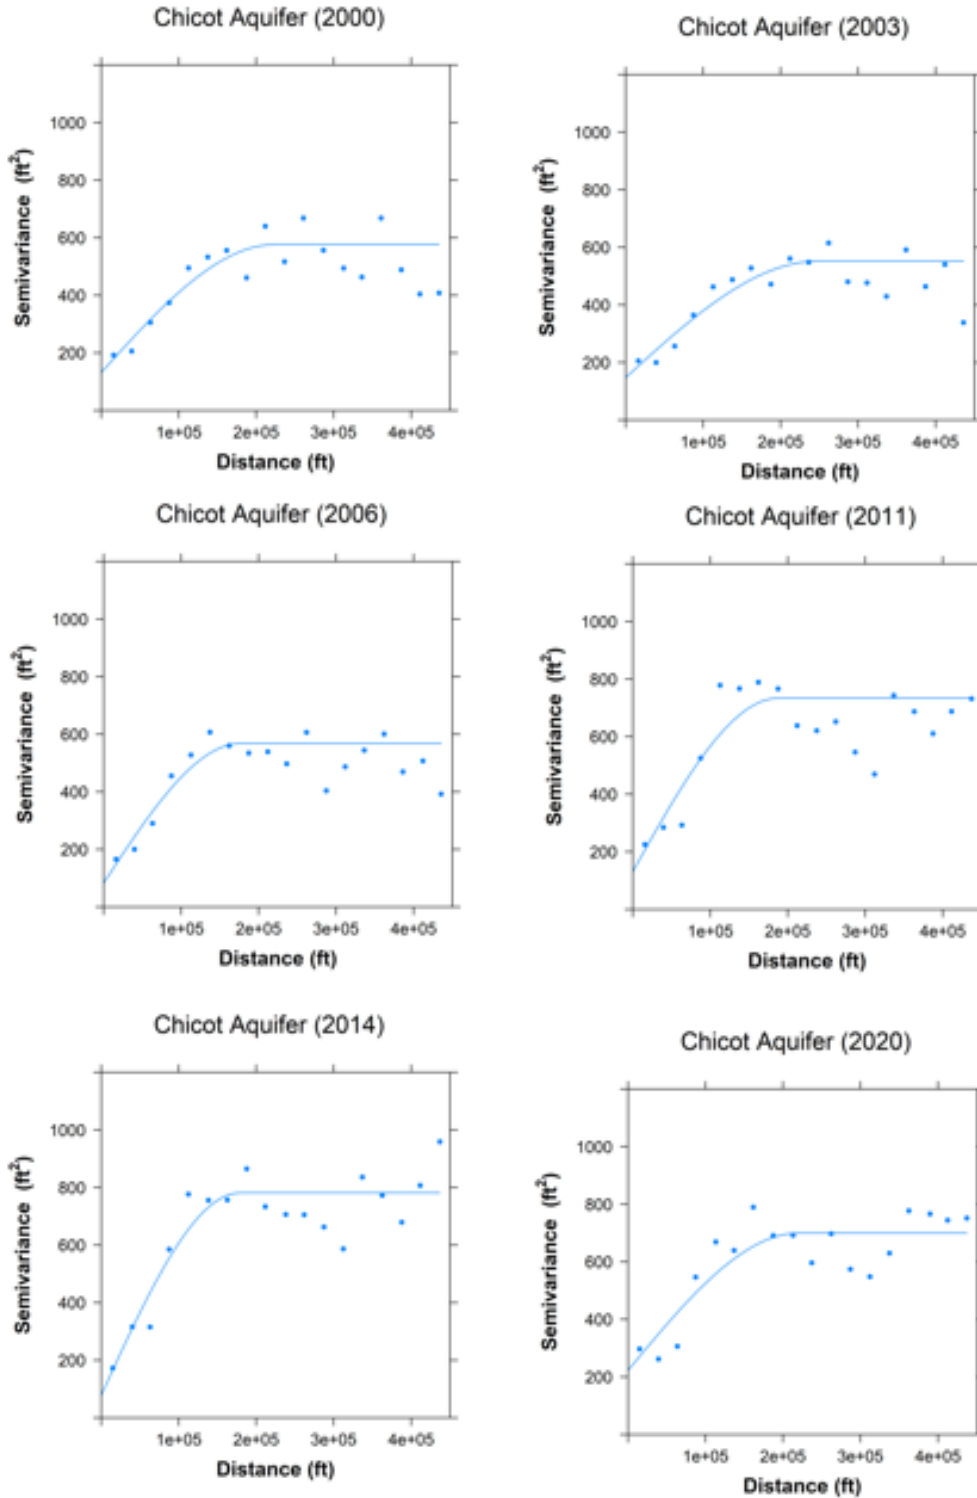 Chicot Aquifer (2000)
Semivariance (ft²)
1000
800
600
400
200
1e+05 2e+05 3e+05 4e+05
Distance (ft)
Chicot Aquifer (2003)
Semivariance (ft²)
1000
800
600
400
200
1e+05 2e+05 3e+05 4e+05
Distance (ft)
Chicot Aquifer (2006)
Semivariance (ft²)
1000
800
600
400
200
1e+05 2e+05 3e+05 4e+05
Distance (ft)
Chicot Aquifer (2011)
Semivariance (ft²)
1000
800
600
400
200
1e+05 2e+05 3e+05 4e+05
Distance (ft)
Chicot Aquifer (2014)
Semivariance (ft²)
1000
800
600
400
200
1e+05 2e+05 3e+05 4e+05
Distance (ft)
Chicot Aquifer (2020)
Semivariance (ft²)
1000
800
600
400
200
1e+05 2e+05 3e+05 4e+05
Distance (ft)